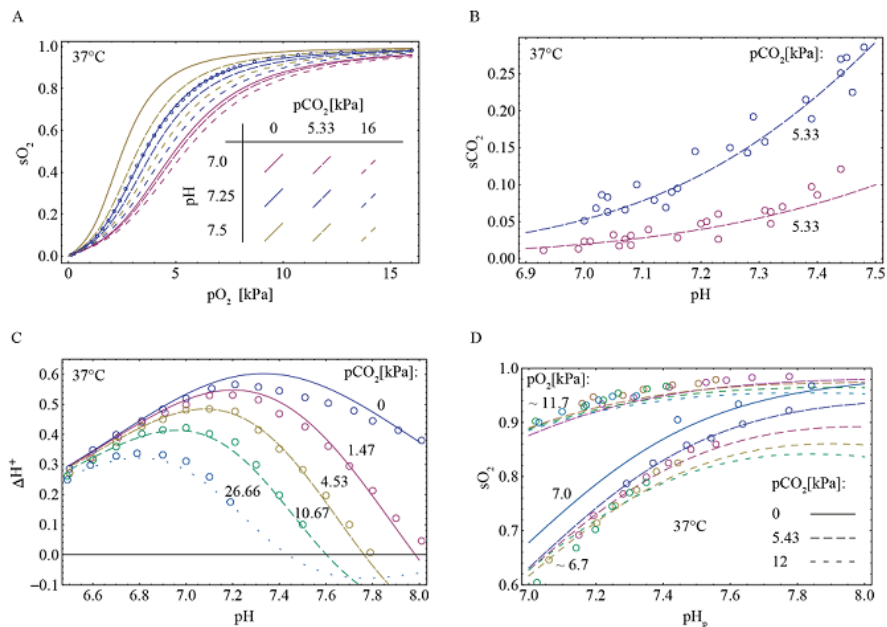 A
37°C
1.0
0.8
0.6
0.4
0.2
0.0
sO2
0
5
10
15
pO2 [kPa]
pCO2[kPa]
0 5.33 16
pH
7.0
7.25
7.5
B
37°C
pCO2[kPa]:
0.25
0.20
0.15
0.10
0.05
0.00
sCO2
5.33
5.33
6.9 7.0 7.1 7.2 7.3 7.4 7.5
pH
C
37°C
pCO2[kPa]:
0.6
0.5
0.4
0.3
0.2
0.1
0.0
−0.1
ΔH+
0
1.47
4.53
10.67
26.66
6.6 6.8 7.0 7.2 7.4 7.6 7.8 8.0
pH
D
pO2[kPa]:
~ 11.7
1.0
0.9
0.8
0.7
0.6
sO2
7.0
~ 6.7
37°C
pCO2[kPa]:
0
5.43
12
7.0 7.2 7.4 7.6 7.8 8.0
pHp